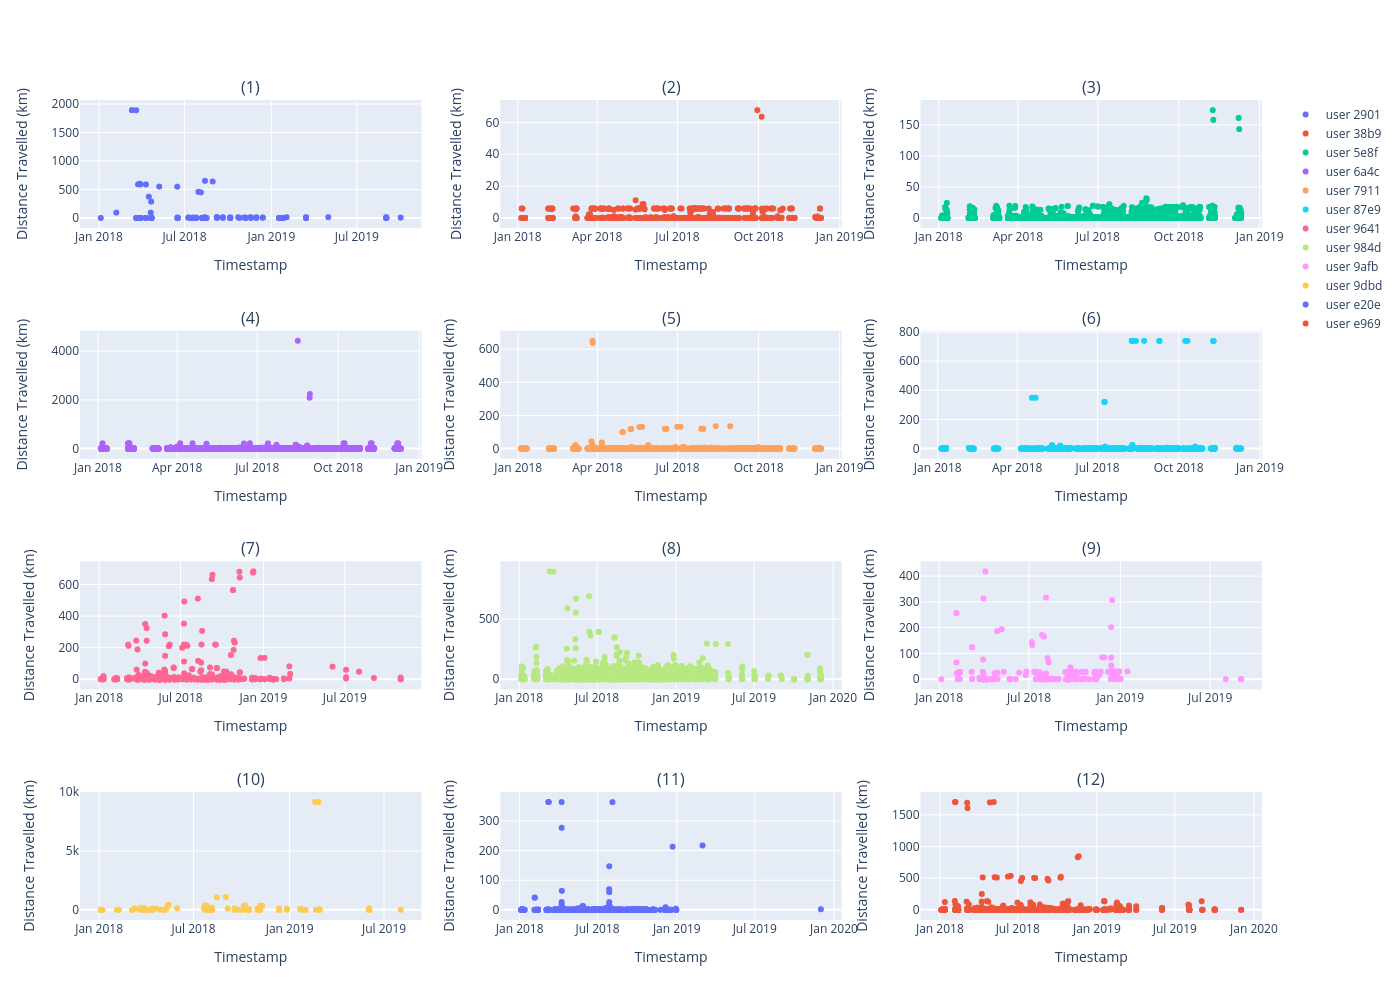 (1)
Distance Travelled (km)
2000
1500
1000
500
0
Jan 2018 Jul 2018 Jan 2019 Jul 2019
Timestamp
(2)
Distance Travelled (km)
60
40
20
0
Jan 2018 Apr 2018 Jul 2018 Oct 2018 Jan 2019
Timestamp
(3)
Distance Travelled (km)
150
100
50
0
Jan 2018 Apr 2018 Jul 2018 Oct 2018 Jan 2019
Timestamp
user 2901
user 38b9
user 5e8f
user 6a4c
user 7911
user 87e9
user 9641
user 984d
user 9afb
user 9dbd
user e20e
user e969
(4)
Distance Travelled (km)
4000
2000
0
Jan 2018 Apr 2018 Jul 2018 Oct 2018 Jan 2019
Timestamp
(5)
Distance Travelled (km)
600
400
200
0
Jan 2018 Apr 2018 Jul 2018 Oct 2018 Jan 2019
Timestamp
(6)
Distance Travelled (km)
800
600
400
200
0
Jan 2018 Apr 2018 Jul 2018 Oct 2018 Jan 2019
Timestamp
(7)
Distance Travelled (km)
600
400
200
0
Jan 2018 Jul 2018 Jan 2019 Jul 2019
Timestamp
(8)
Distance Travelled (km)
500
0
Jan 2018 Jul 2018 Jan 2019 Jul 2019 Jan 2020
Timestamp
(9)
Distance Travelled (km)
400
300
200
100
0
Jan 2018 Jul 2018 Jan 2019 Jul 2019
Timestamp
(10)
Distance Travelled (km)
10k
5k
0
Jan 2018 Jul 2018 Jan 2019 Jul 2019
Timestamp
(11)
Distance Travelled (km)
300
200
100
0
Jan 2018 Jul 2018 Jan 2019 Jul 2019 Jan 2020
Timestamp
(12)
Distance Travelled (km)
1500
1000
500
0
Jan 2018 Jul 2018 Jan 2019 Jul 2019 Jan 2020
Timestamp